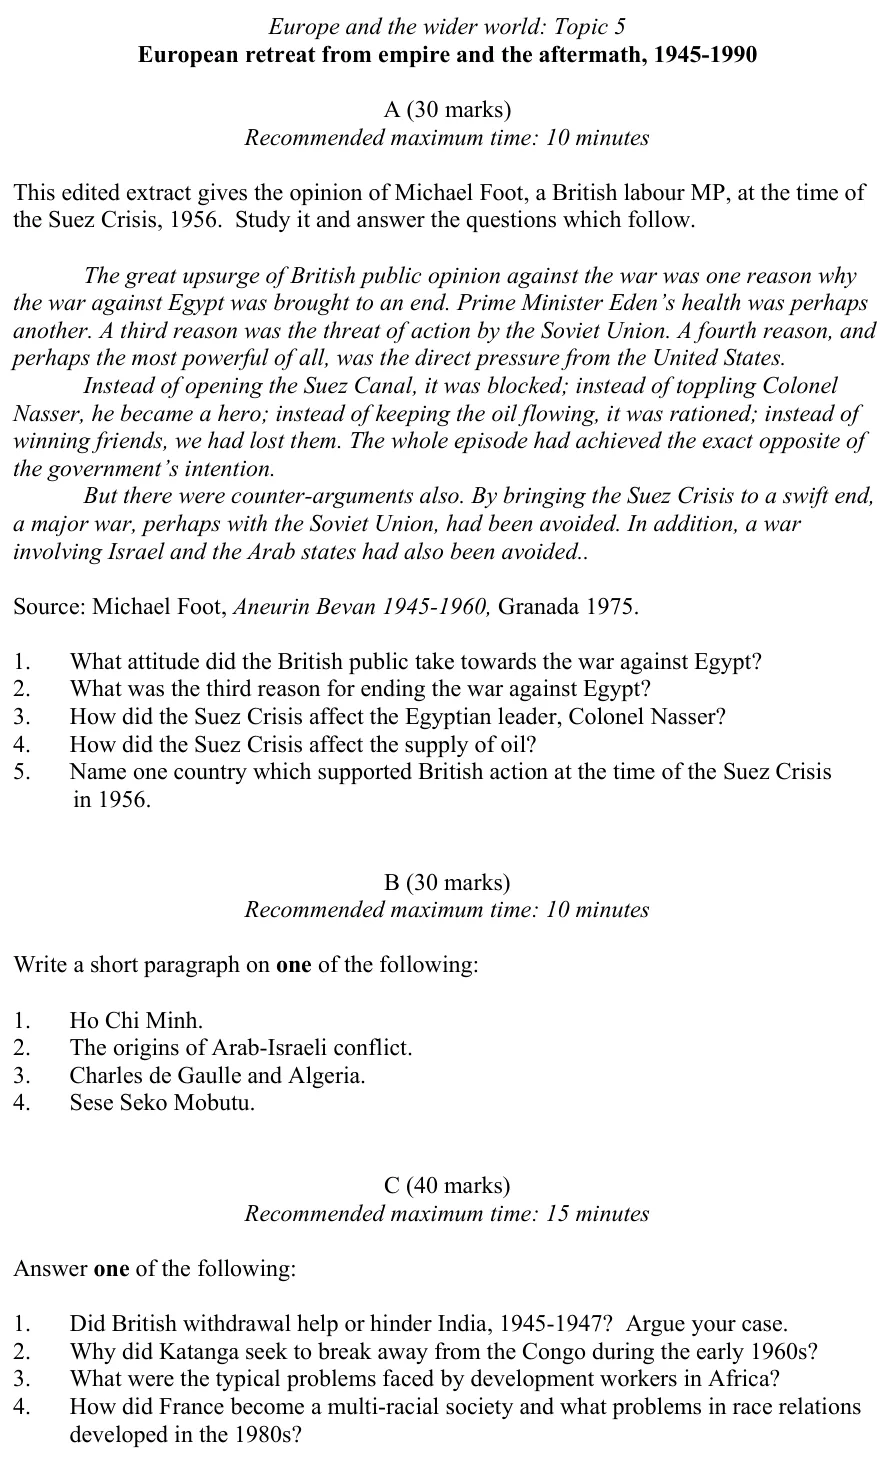 Europe and the wider world: Topic 5
European retreat from empire and the aftermath, 1945-1990
A (30 marks)
Recommended maximum time: 10 minutes
This edited extract gives the opinion of Michael Foot, a British labour MP, at the time of
the Suez Crisis, 1956.  Study it and answer the questions which follow.
The great upsurge of British public opinion against the war was one reason why
the war against Egypt was brought to an end. Prime Minister Eden's health was perhaps
another. A third reason was the threat of action by the Soviet Union. A fourth reason, and
perhaps the most powerful of all, was the direct pressure from the United States.
Instead of opening the Suez Canal, it was blocked; instead of toppling Colonel
Nasser, he became a hero; instead of keeping the oil flowing, it was rationed; instead of
winning friends, we had lost them. The whole episode had achieved the exact opposite of
the government's intention.
But there were counter-arguments also. By bringing the Suez Crisis to a swift end,
a major war, perhaps with the Soviet Union, had been avoided. In addition, a war
involving Israel and the Arab states had also been avoided..
Source: Michael Foot, Aneurin Bevan 1945-1960, Granada 1975.
1. What attitude did the British public take towards the war against Egypt?
2. What was the third reason for ending the war against Egypt?
3. How did the Suez Crisis affect the Egyptian leader, Colonel Nasser?
4. How did the Suez Crisis affect the supply of oil?
5. Name one country which supported British action at the time of the Suez Crisis
in 1956.
B (30 marks)
Recommended maximum time: 10 minutes
Write a short paragraph on one of the following:
1. Ho Chi Minh.
2. The origins of Arab-Israeli conflict.
3. Charles de Gaulle and Algeria.
4. Sese Seko Mobutu.
C (40 marks)
Recommended maximum time: 15 minutes
Answer one of the following:
1. Did British withdrawal help or hinder India, 1945-1947?  Argue your case.
2. Why did Katanga seek to break away from the Congo during the early 1960s?
3. What were the typical problems faced by development workers in Africa?
4. How did France become a multi-racial society and what problems in race relations
developed in the 1980s?